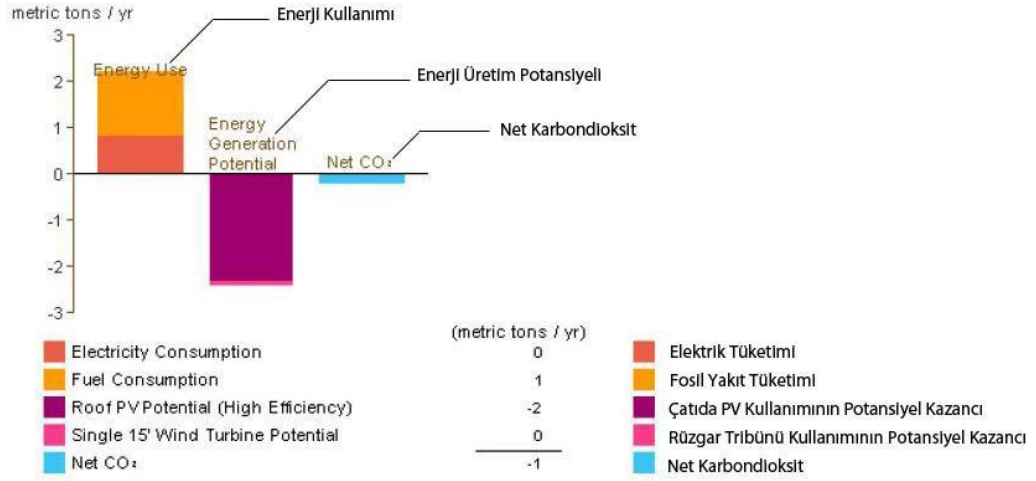 metric tons / yr
Enerji Kullanımı
3
Energy Use
2
Enerji Üretim Potansiyeli
1
Energy
Generation
Potential
Net Karbondioksit
Net CO₂
0
-1
-2
-3
(metric tons / yr)
Electricity Consumption 0 Elektrik Tüketimi
Fuel Consumption 1 Fosil Yakıt Tüketimi
Roof PV Potential (High Efficiency) -2 Çatıda PV Kullanımının Potansiyel Kazancı
Single 15' Wind Turbine Potential 0 Rüzgar Tribünü Kullanımının Potansiyel Kazancı
Net CO₂ -1 Net Karbondioksit